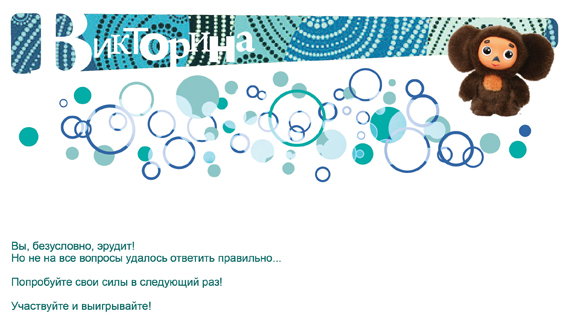 Викторина
Вы, безусловно, эрудит!
Но не на все вопросы удалось ответить правильно...
Попробуйте свои силы в следующий раз!
Участвуйте и выигрывайте!